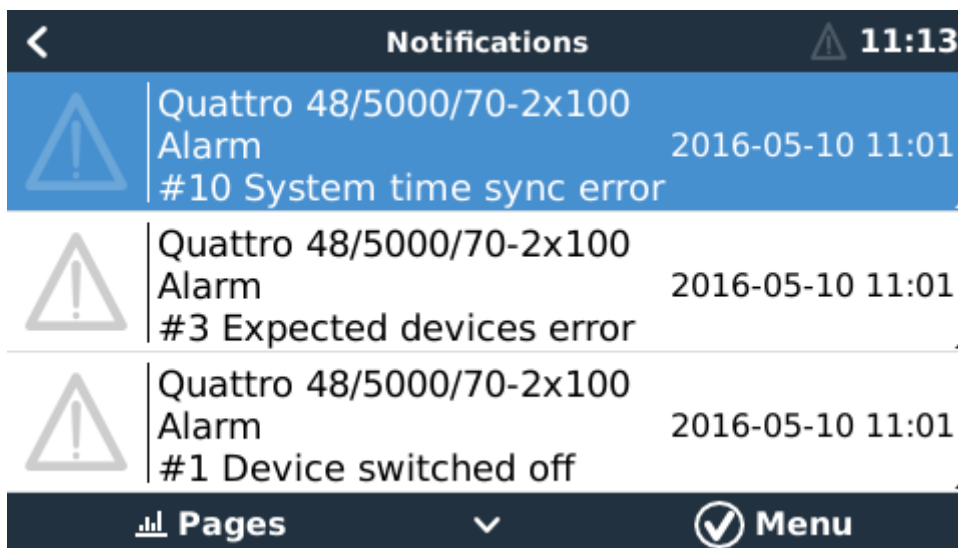 Notifications
11:13
Quattro 48/5000/70-2x100
Alarm
2016-05-10 11:01
#10 System time sync error
Quattro 48/5000/70-2x100
Alarm
2016-05-10 11:01
#3 Expected devices error
Quattro 48/5000/70-2x100
Alarm
2016-05-10 11:01
#1 Device switched off
Pages
Menu